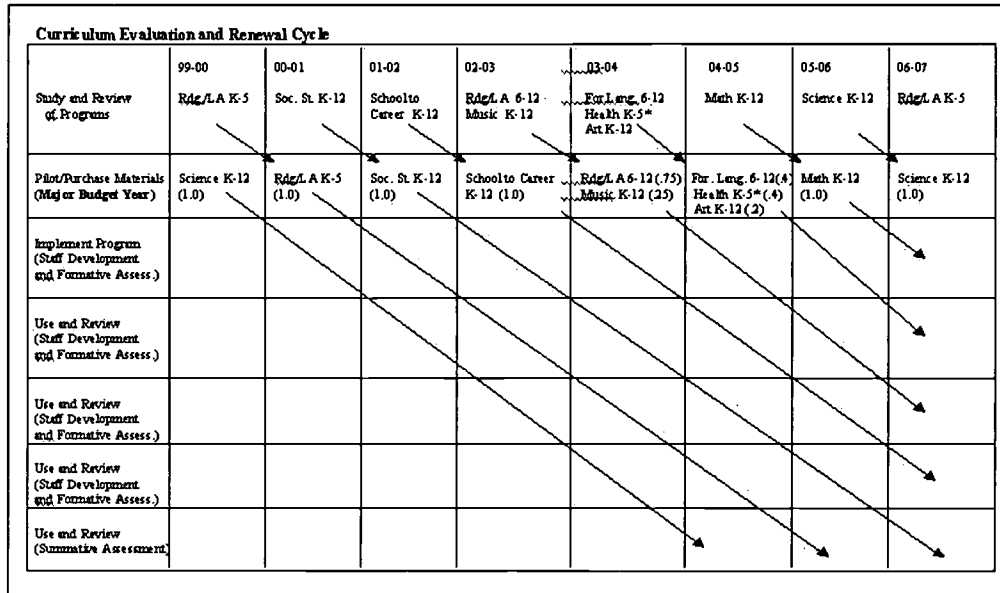 Curriculum Evaluation and Renewal Cycle
99-00 00-01 01-02 02-03 03-04 04-05 05-06 06-07
Study and Review Rdg/LA K-5 Soc. St. K-12 School to Rdg/LA 6-12 For. Lang. 6-12 Math K-12 Science K-12 Rdg/LA K-5
of Programs Career K-12 Music K-12 Health K-5*
Art K-12
Pilot/Purchase Materials Science K-12 Rdg/LA K-5 Soc. St. K-12 School to Career Rdg/LA 6-12 (.75) For. Lang. 6-12 (.4) Math K-12 Science K-12
(Major Budget Year) (1.0) (1.0) (1.0) K-12 (1.0) Music K-12 (.25) Health K-5* (.4) (1.0) (1.0)
Art K-12 (.2)
Implement Program
(Staff Development
and Formative Assess.)
Use and Review
(Staff Development
and Formative Assess.)
Use and Review
(Staff Development
and Formative Assess.)
Use and Review
(Staff Development
and Formative Assess.)
Use and Review
(Summative Assessment)